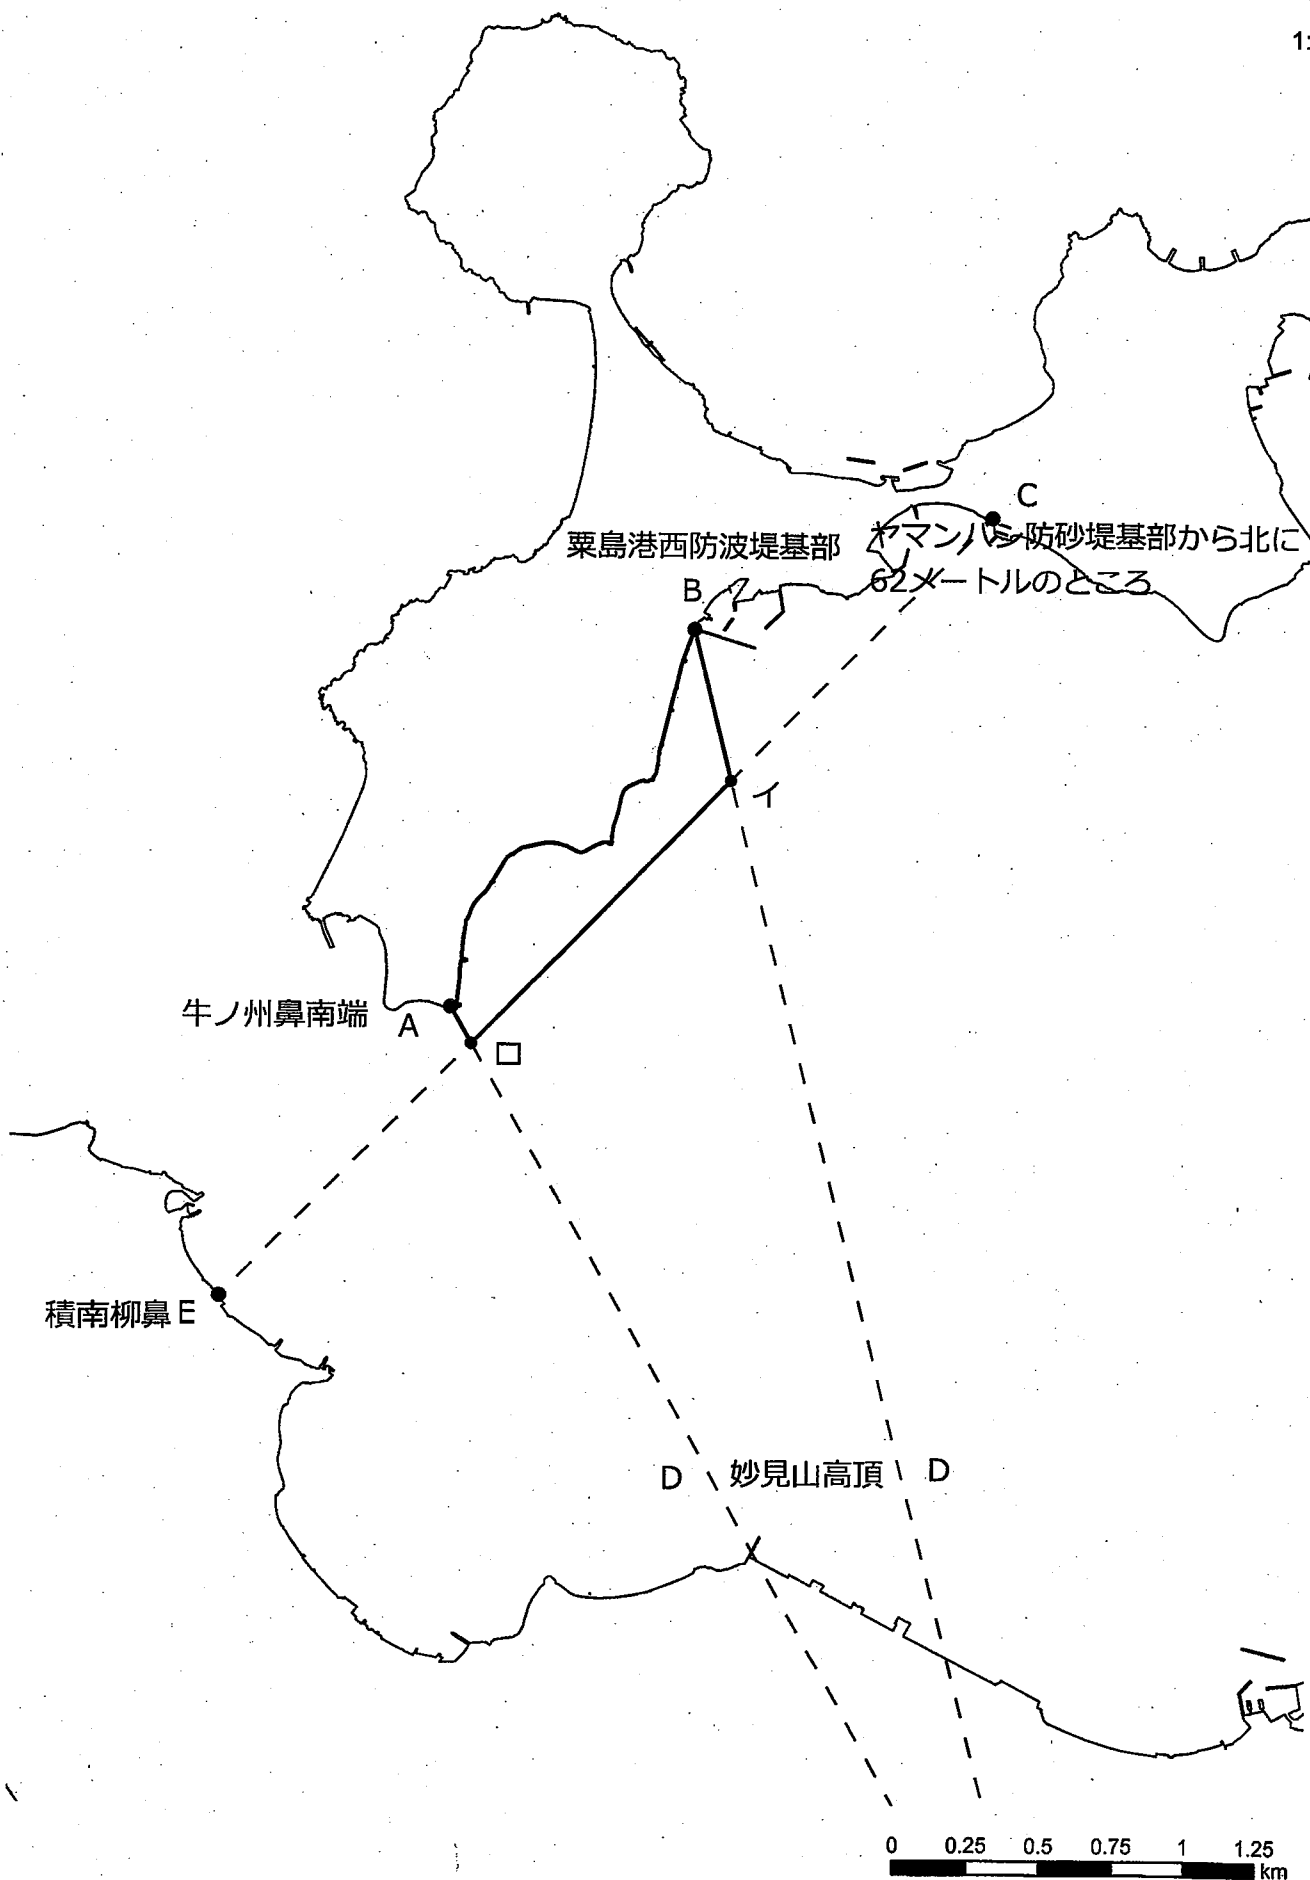 1:
C
粟島港西防波堤基部
ヤマンバシ防砂堤基部から北に
62メートルのところ
B
イ
牛ノ州鼻南端
A
ロ
積南柳鼻 E
D
妙見山高頂
D
0 0.25 0.5 0.75 1 1.25
km